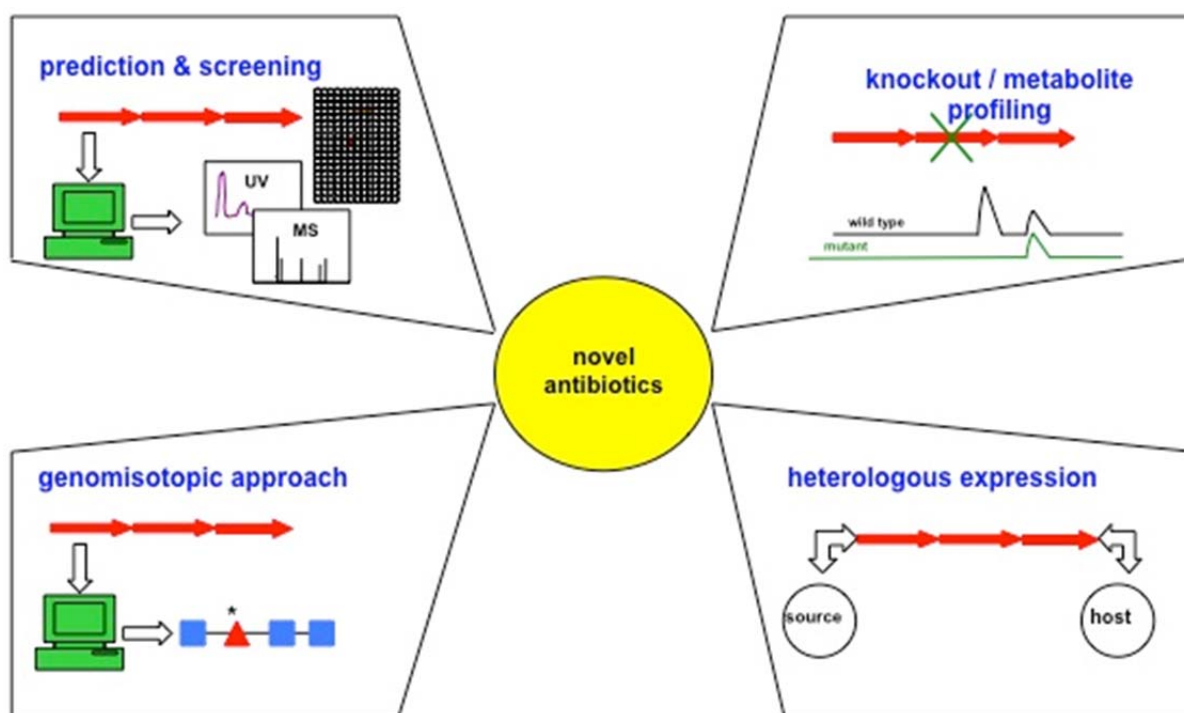 prediction & screening
UV
MS
knockout / metabolite
profiling
wild type
mutant
novel
antibiotics
genomisotopic approach
*
heterologous expression
source
host